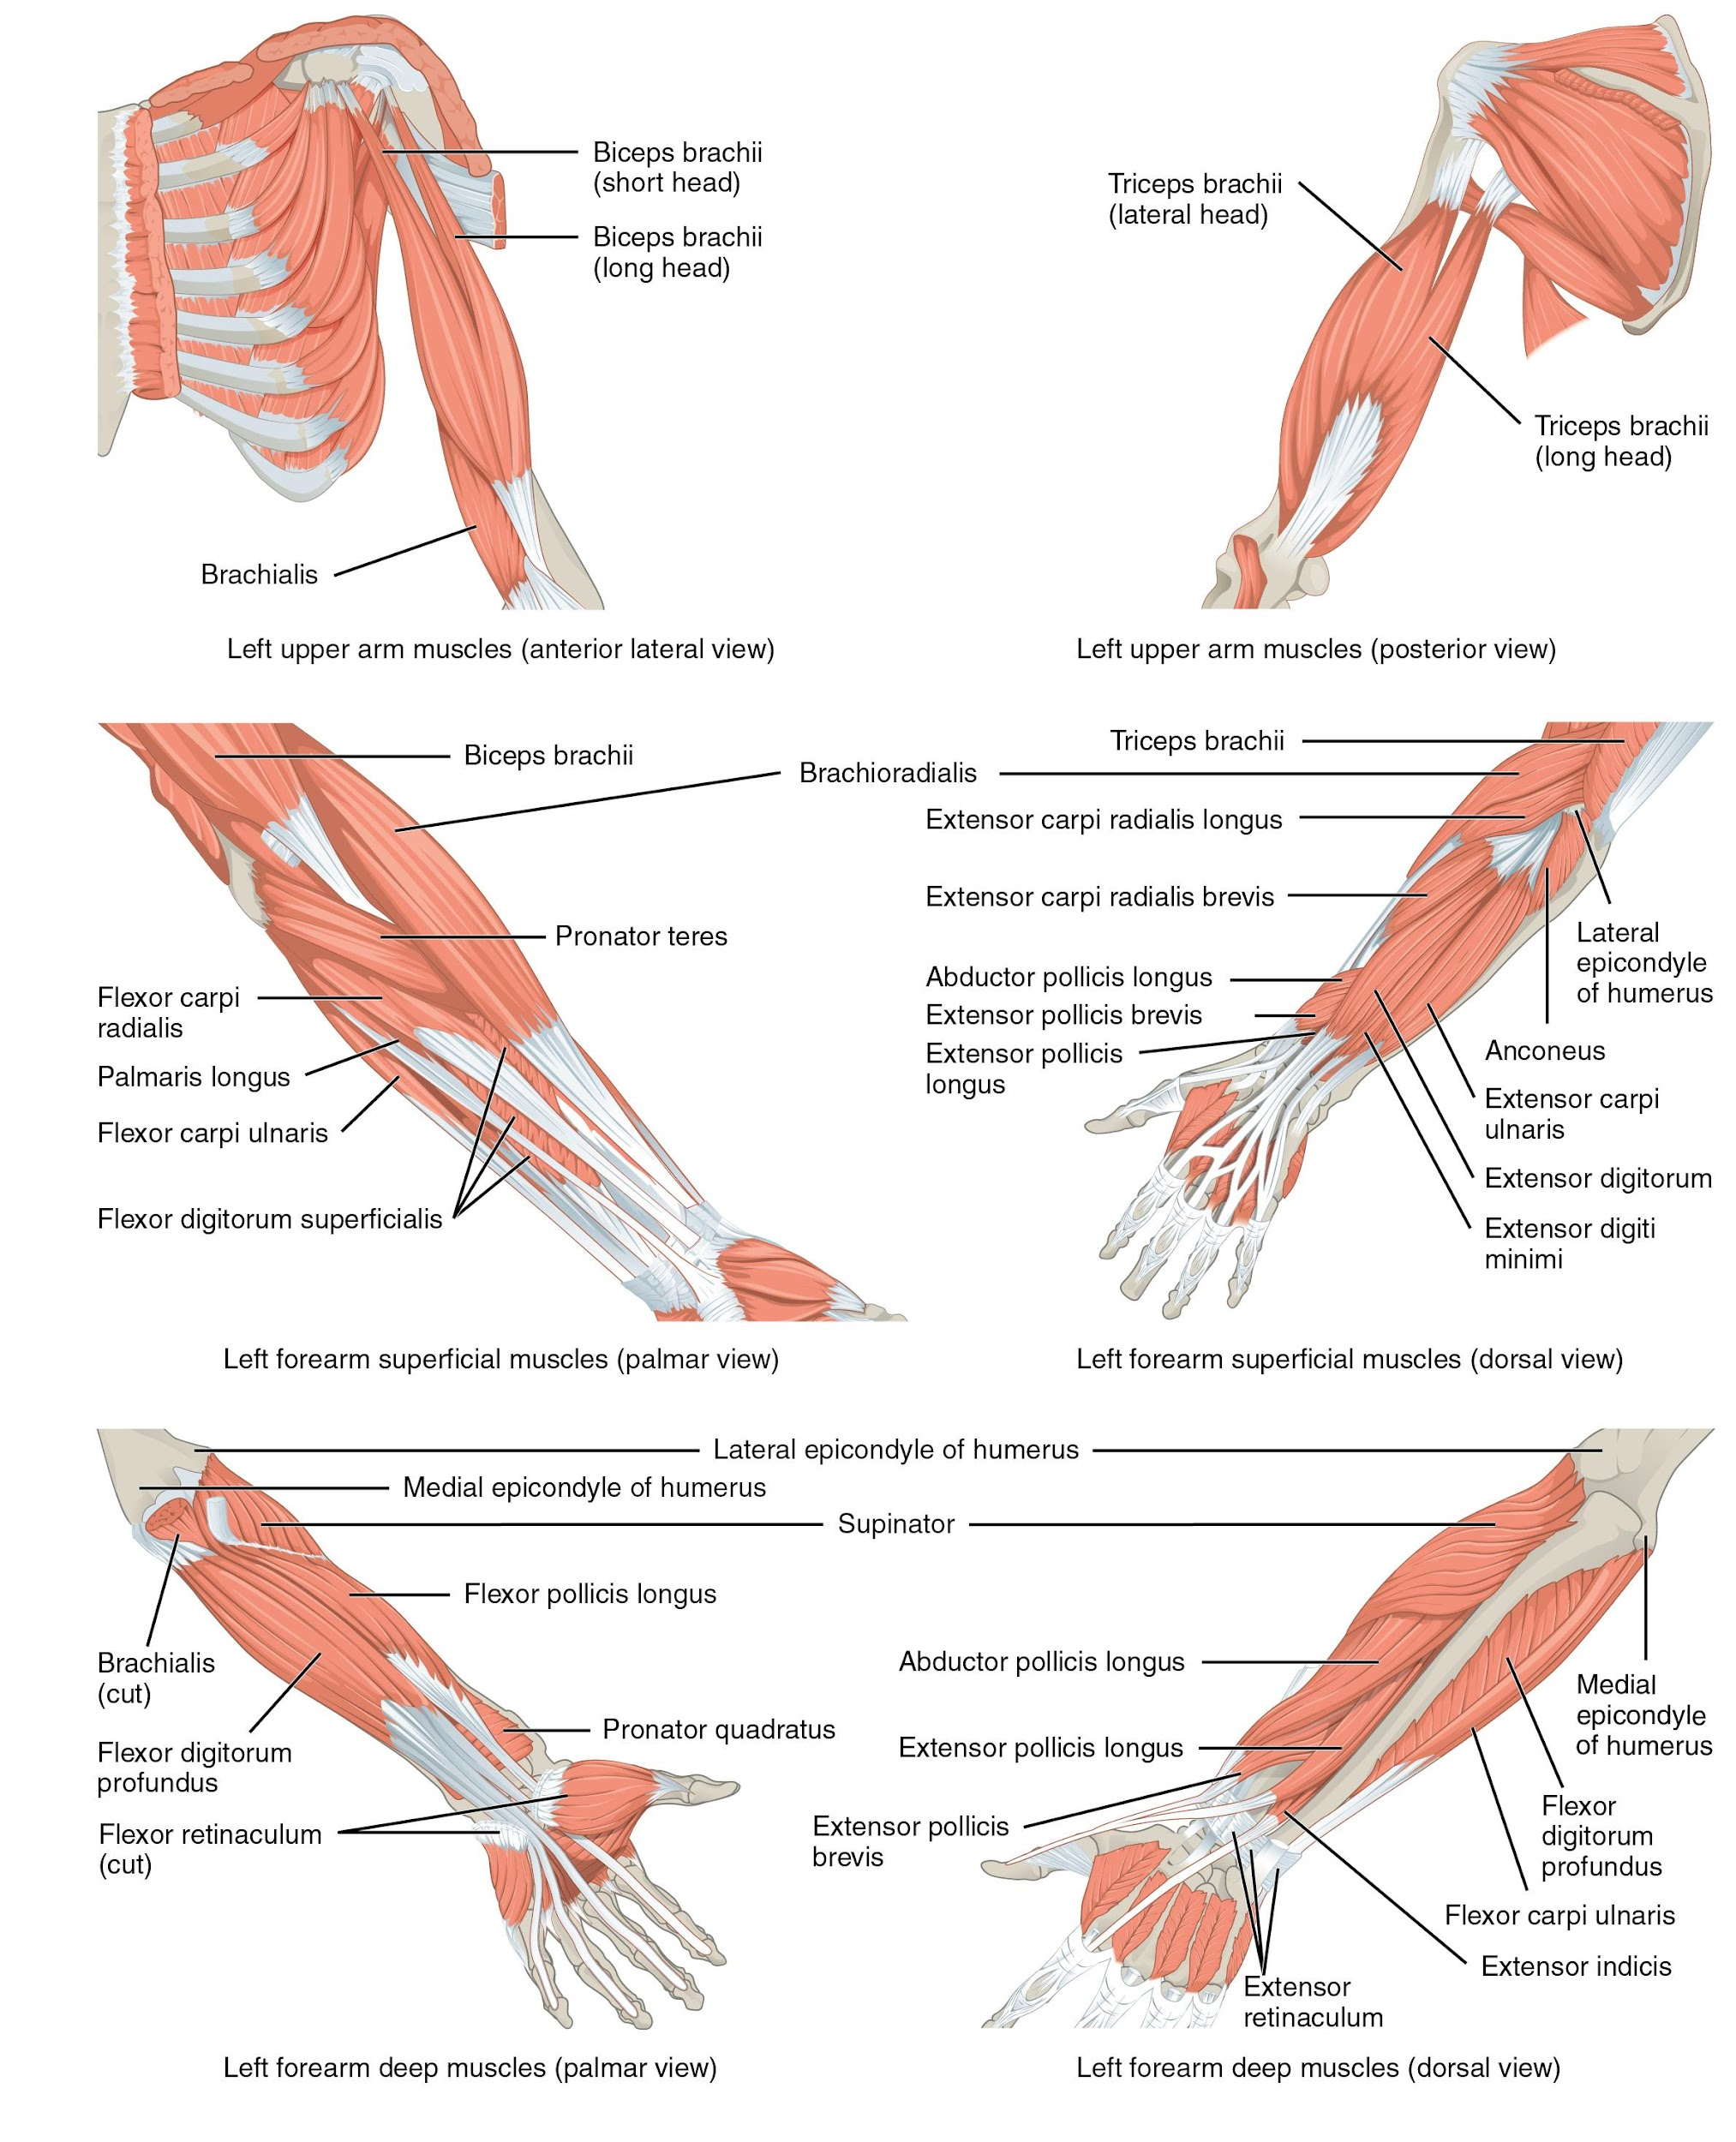 Biceps brachii
(short head)
Biceps brachii
(long head)
Brachialis
Left upper arm muscles (anterior lateral view)
Triceps brachii
(lateral head)
Triceps brachii
(long head)
Left upper arm muscles (posterior view)
Biceps brachii
Brachioradialis
Pronator teres
Flexor carpi
radialis
Palmaris longus
Flexor carpi ulnaris
Flexor digitorum superficialis
Left forearm superficial muscles (palmar view)
Triceps brachii
Extensor carpi radialis longus
Extensor carpi radialis brevis
Abductor pollicis longus
Extensor pollicis brevis
Extensor pollicis
longus
Lateral
epicondyle
of humerus
Anconeus
Extensor carpi
ulnaris
Extensor digitorum
Extensor digiti
minimi
Left forearm superficial muscles (dorsal view)
Lateral epicondyle of humerus
Medial epicondyle of humerus
Supinator
Flexor pollicis longus
Brachialis
(cut)
Flexor digitorum
profundus
Pronator quadratus
Flexor retinaculum
(cut)
Left forearm deep muscles (palmar view)
Abductor pollicis longus
Extensor pollicis longus
Extensor pollicis
brevis
Medial
epicondyle
of humerus
Flexor
digitorum
profundus
Flexor carpi ulnaris
Extensor indicis
Extensor
retinaculum
Left forearm deep muscles (dorsal view)